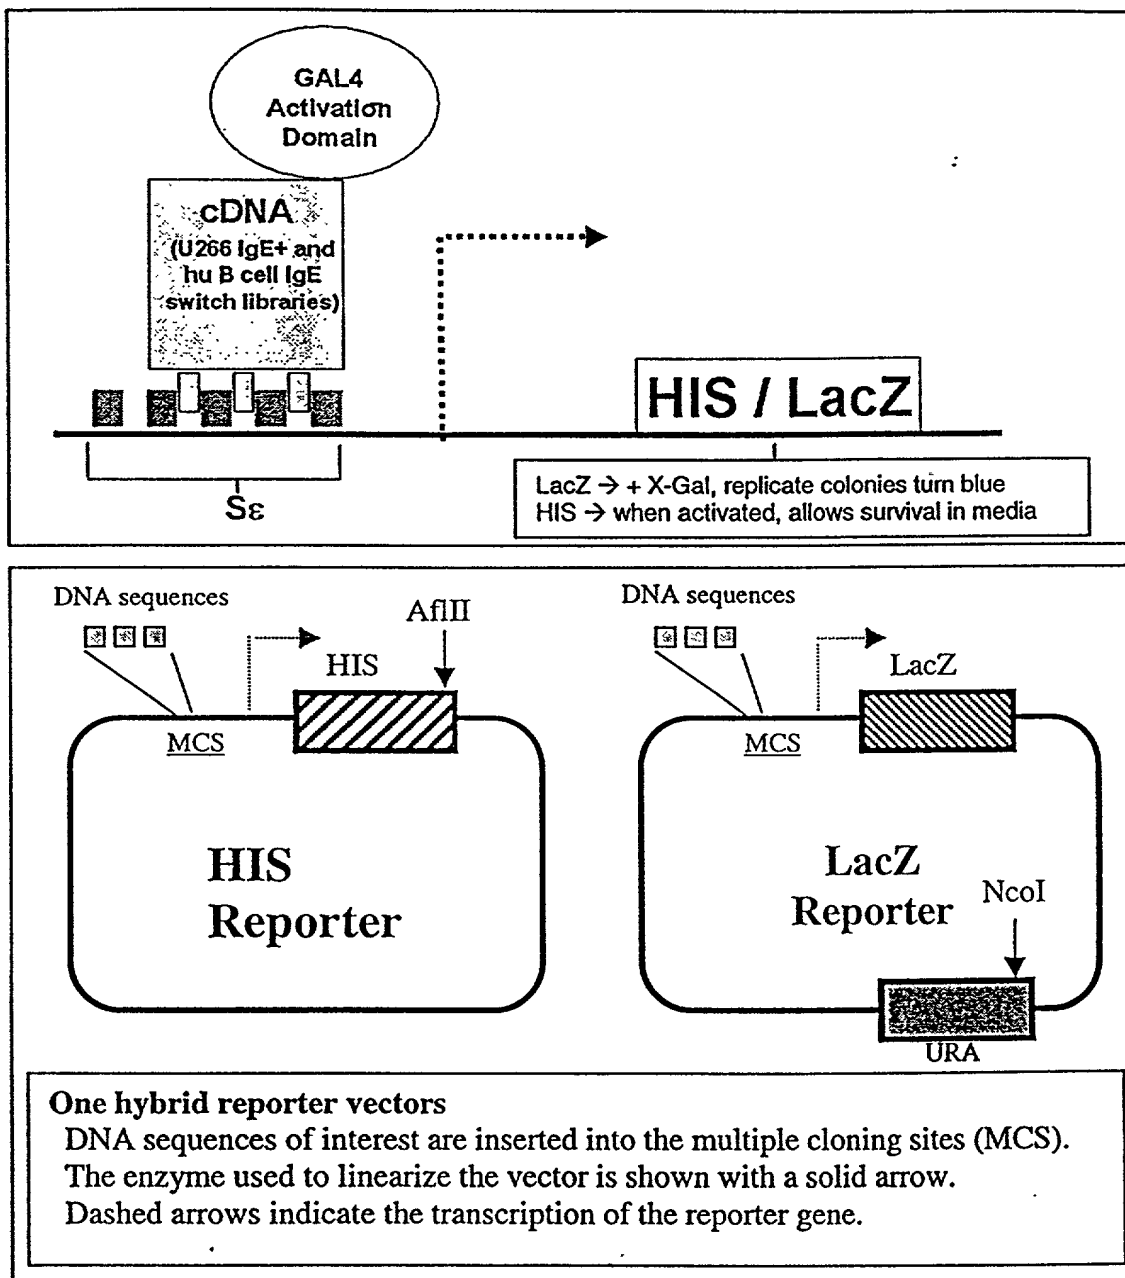 GAL4
Activation
Domain
cDNA
(U266 IgE+ and
hu B cell IgE
switch libraries)
HIS / LacZ
Sε
LacZ → + X-Gal, replicate colonies turn blue
HIS → when activated, allows survival in media
DNA sequences
AflII
HIS
MCS
HIS
Reporter
DNA sequences
LacZ
MCS
LacZ
Reporter
NcoI
URA
One hybrid reporter vectors
DNA sequences of interest are inserted into the multiple cloning sites (MCS).
The enzyme used to linearize the vector is shown with a solid arrow.
Dashed arrows indicate the transcription of the reporter gene.